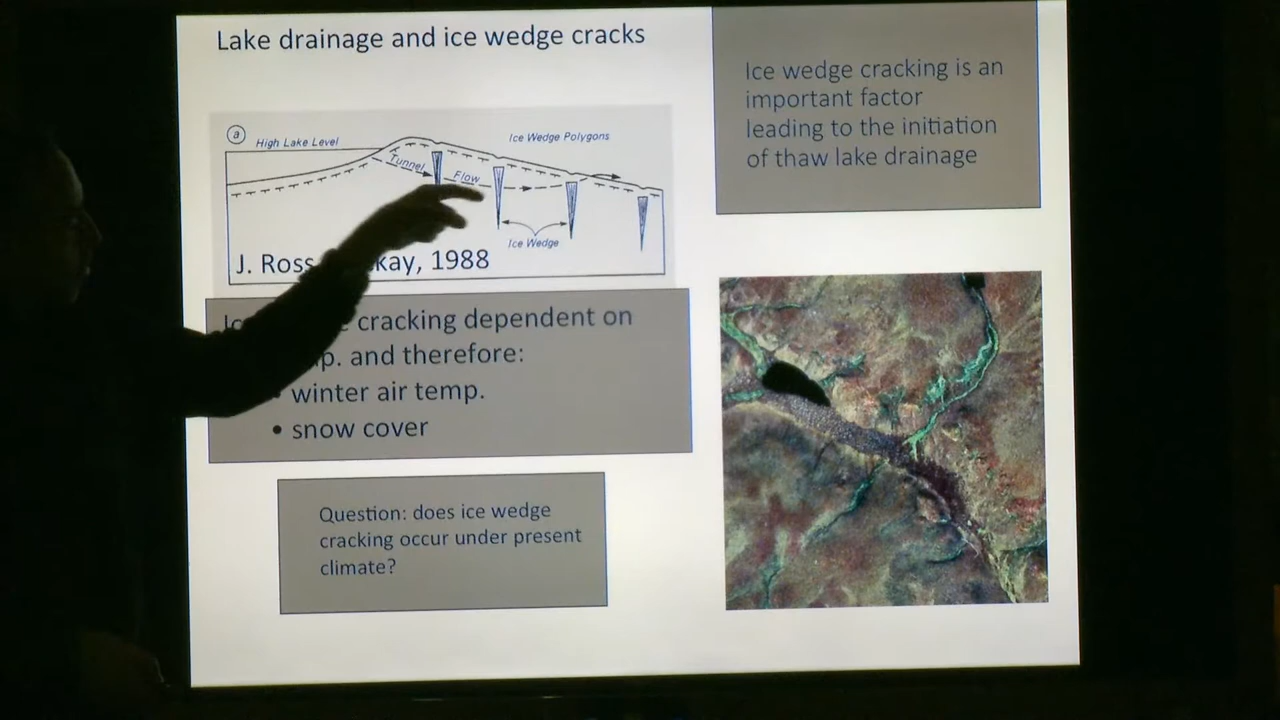 Lake drainage and ice wedge cracks
Ice wedge cracking is an
important factor
leading to the initiation
of thaw lake drainage
a
High Lake Level
Ice Wedge Polygons
Tunnel
Flow
Ice Wedge
J. Ross kay, 1988
cracking dependent on
p. and therefore:
• winter air temp.
• snow cover
Question: does ice wedge
cracking occur under present
climate?